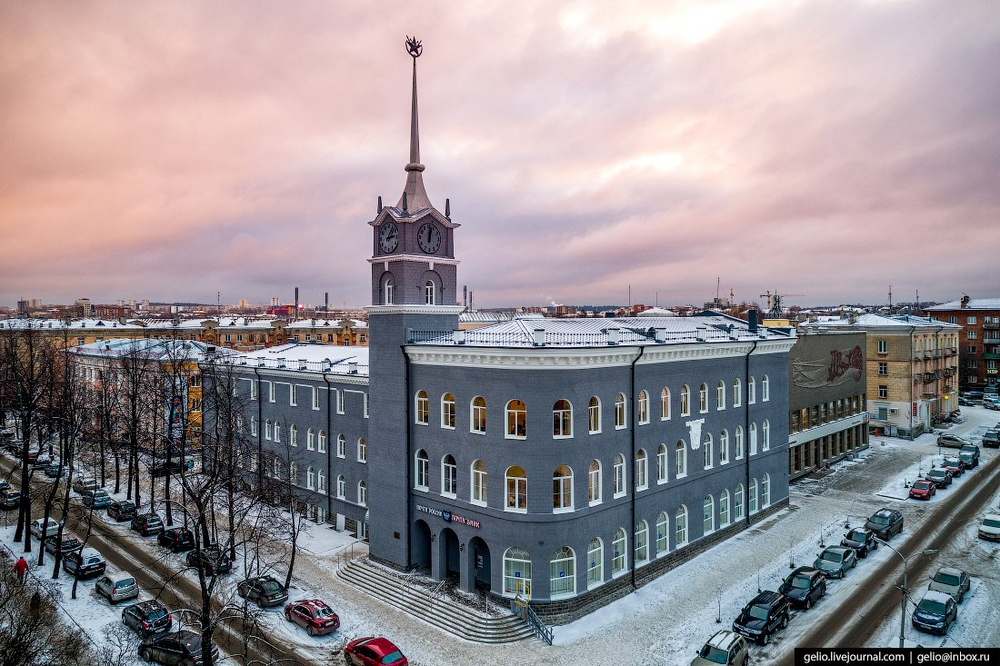 ПОЧТА РОССИИ ПОЧТА БАНК
gelio.livejournal.com | gelio@inbox.ru